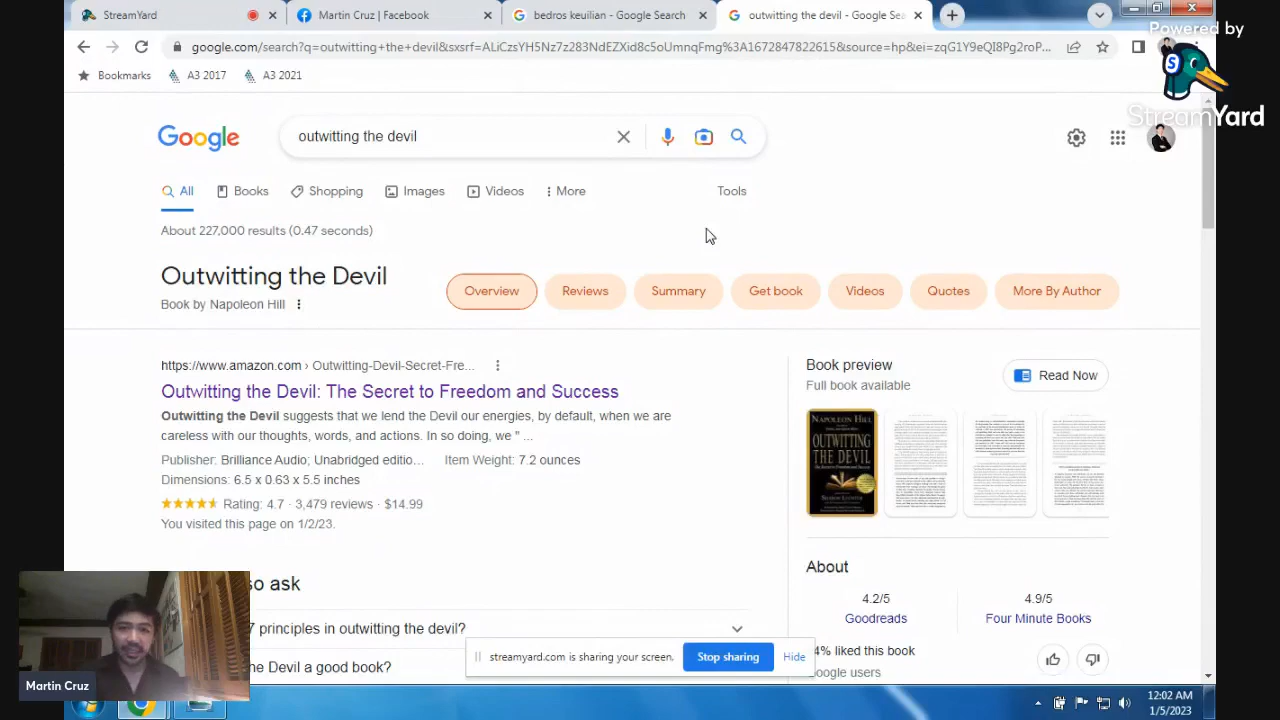 StreamYard
Martin Cruz | Facebook
bedros keuilian - Google Search
outwitting the devil - Google Sea
Powered by
StreamYard
google.com/search?q=outwitting+the+devil&sxsrf=ALiCzsYH5Nz7z283NdEZXid8c5oUmnqFmg%3A1672847822615&source=hp&ei=zqG1Y9eQI8Pg2roP...
Bookmarks
A3 2017
A3 2021
Google
outwitting the devil
All
Books
Shopping
Images
Videos
More
Tools
About 227,000 results (0.47 seconds)
Outwitting the Devil
Book by Napoleon Hill
Overview
Reviews
Summary
Get book
Videos
Quotes
More By Author
https://www.amazon.com › Outwitting-Devil-Secret-Fre...
Outwitting the Devil: The Secret to Freedom and Success
Outwitting the Devil suggests that we lend the Devil our energies, by default, when we are
careless with our thoughts, words, and actions. In so doing, we " ...
Publisher: Brilliance Audio; Unabridged editio...
Item Weight: 7.2 ounces
Dimensions: 6.5 x 0.63 x 5.5 inches
Rating: 4.7 · 3,479 reviews · $14.99
You visited this page on 1/2/23.
Book preview
Full book available
Read Now
NAPOLEON HILL
OUTWITTING
THE DEVIL
About
4.2/5
Goodreads
4.9/5
Four Minute Books
4% liked this book
oogle users
so ask
7 principles in outwitting the devil?
the Devil a good book?
streamyard.com is sharing your screen.
Stop sharing
Hide
Martin Cruz
12:02 AM
1/5/2023